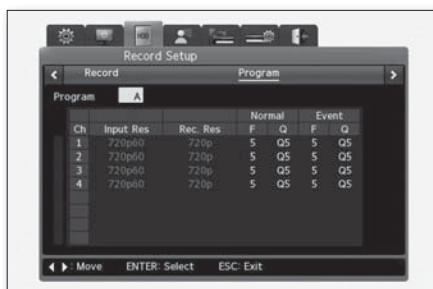 HDD
Record Setup
Record Program
Program A
Normal Event
Ch Input Res Rec. Res F Q F Q
1 720p60 720p 5 Q5 5 Q5
2 720p60 720p 5 Q5 5 Q5
3 720p60 720p 5 Q5 5 Q5
4 720p60 720p 5 Q5 5 Q5
: Move ENTER: Select ESC: Exit